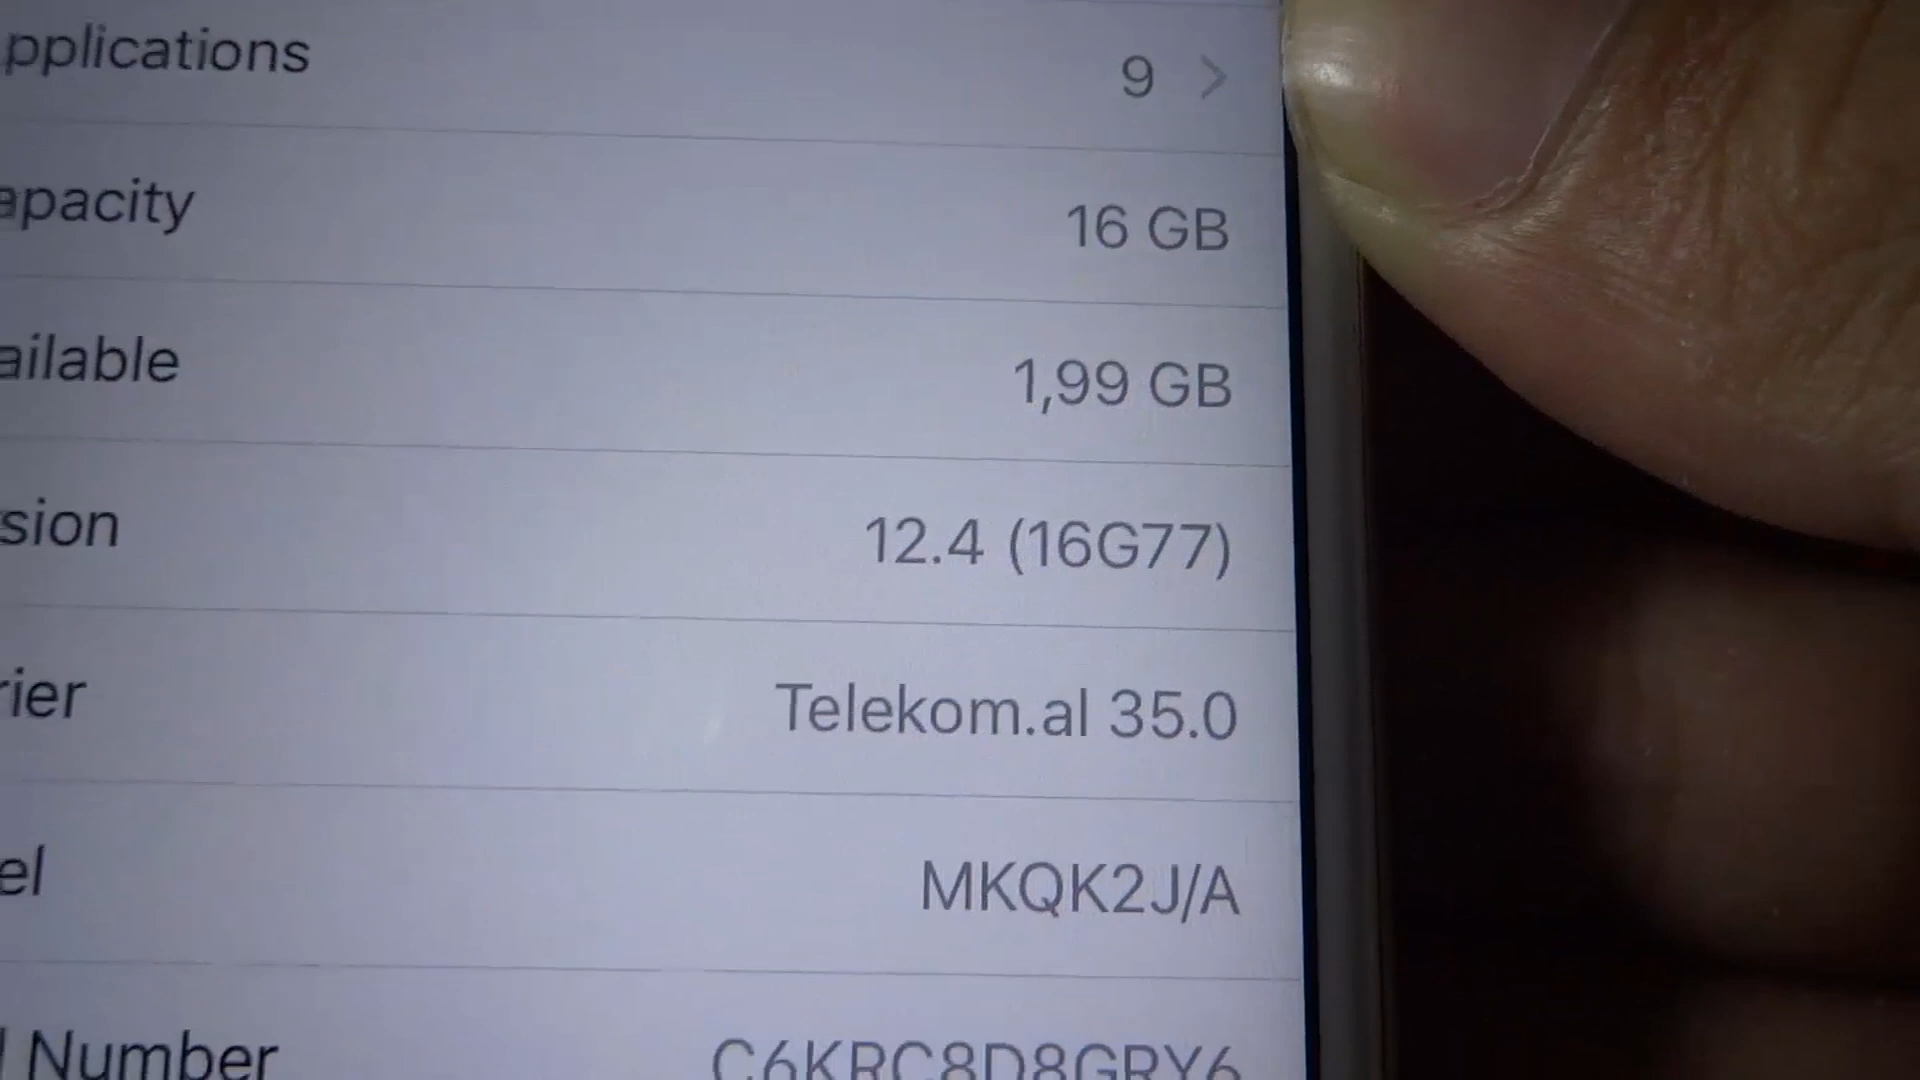 pplications 9 >
apacity 16 GB
ailable 1,99 GB
sion 12.4 (16G77)
rier Telekom.al 35.0
el MKQK2J/A
l Number C6KRC8D8GRY6